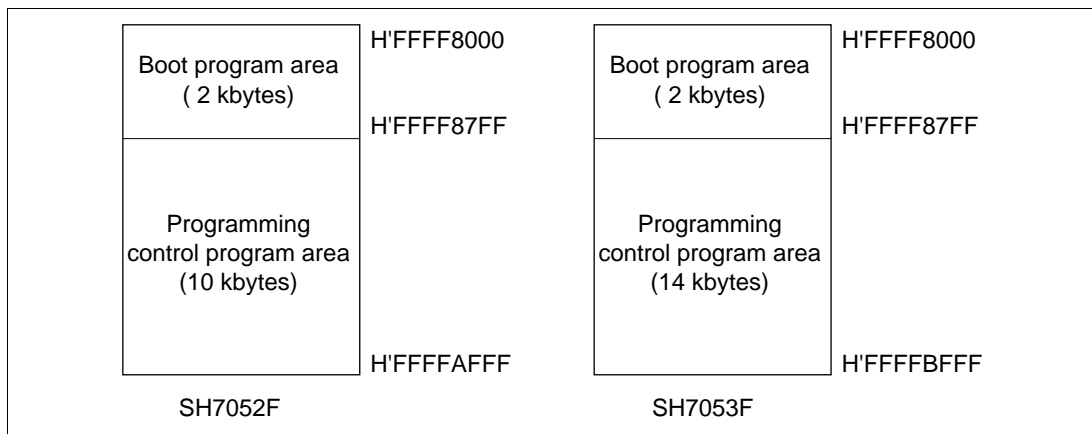 H'FFFF8000
Boot program area
( 2 kbytes)
H'FFFF87FF
Programming
control program area
(10 kbytes)
H'FFFFAFFF
SH7052F
H'FFFF8000
Boot program area
( 2 kbytes)
H'FFFF87FF
Programming
control program area
(14 kbytes)
H'FFFFBFFF
SH7053F